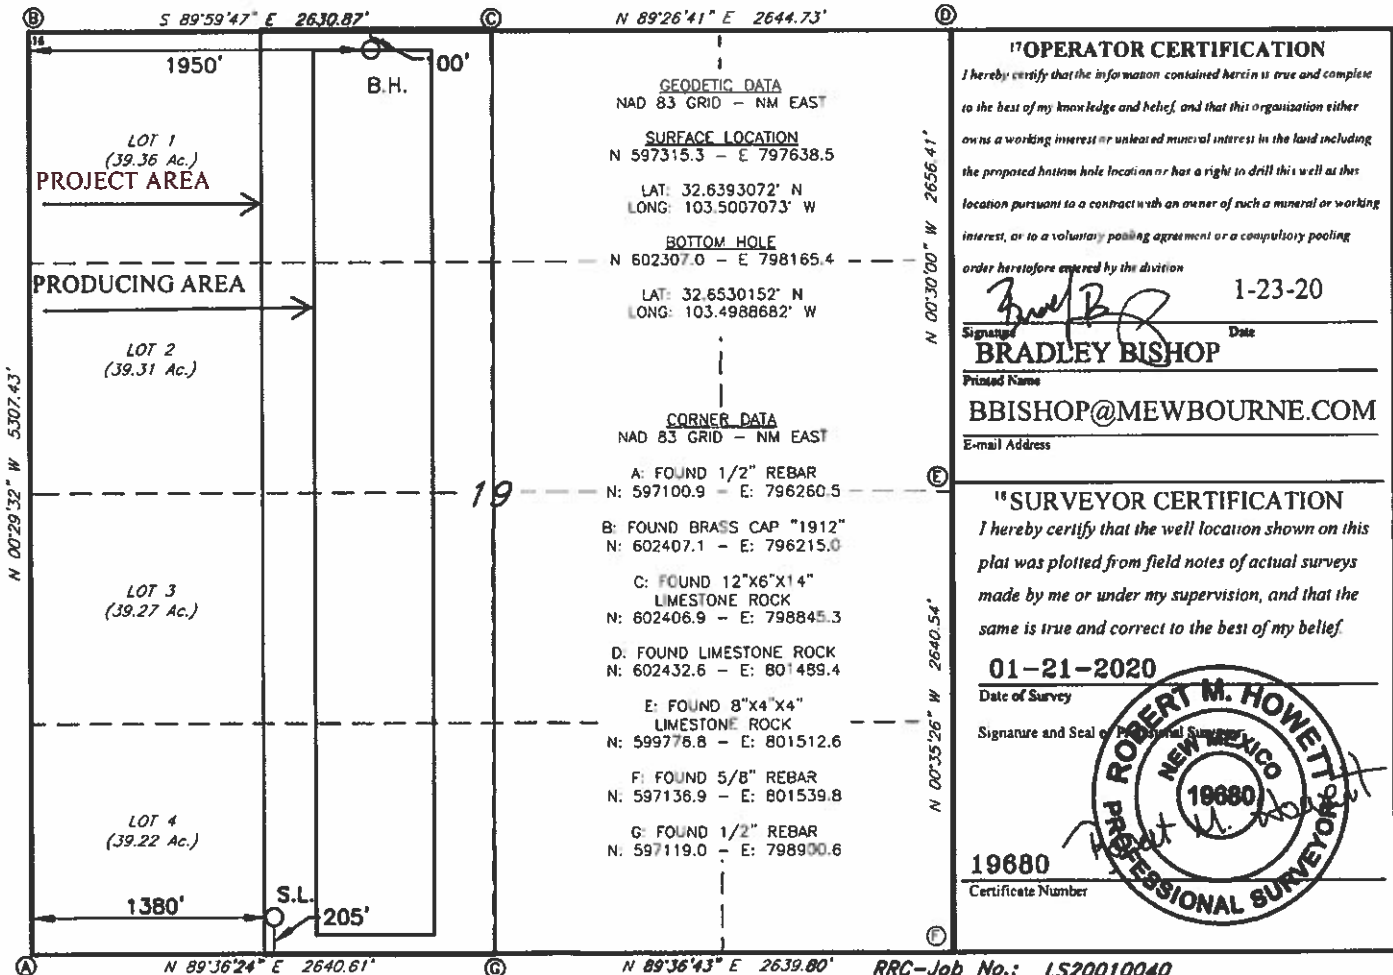 B S 89°59'47" E 2630.87' C N 89°26'41" E 2644.73' D
16
1950'
100'
B.H.
LOT 1
(39.36 Ac.)
PROJECT AREA
PRODUCING AREA
LOT 2
(39.31 Ac.)
N 00°29'32" W 5307.43'
19
LOT 3
(39.27 Ac.)
LOT 4
(39.22 Ac.)
S.L.
1380'
205'
GEODETIC DATA
NAD 83 GRID - NM EAST
SURFACE LOCATION
N 597315.3 - E 797638.5
LAT: 32.6393072° N
LONG: 103.5007073° W
BOTTOM HOLE
N 602307.0 - E 798165.4
LAT: 32.6530152° N
LONG: 103.4988682° W
CORNER DATA
NAD 83 GRID - NM EAST
A: FOUND 1/2" REBAR
N: 597100.9 - E: 796260.5
B: FOUND BRASS CAP "1912"
N: 602407.1 - E: 796215.0
C: FOUND 12"X6"X14"
LIMESTONE ROCK
N: 602406.9 - E: 798845.3
D: FOUND LIMESTONE ROCK
N: 602432.6 - E: 801489.4
E: FOUND 8"X4"X4"
LIMESTONE ROCK
N: 599776.8 - E: 801512.6
F: FOUND 5/8" REBAR
N: 597136.9 - E: 801539.8
G: FOUND 1/2" REBAR
N: 597119.0 - E: 798900.6
N 00°30'00" W 2656.41'
E
N 00°35'26" W 2640.54'
F
17 OPERATOR CERTIFICATION
I hereby certify that the information contained herein is true and complete
to the best of my knowledge and belief, and that this organization either
owns a working interest or unleased mineral interest in the land including
the proposed bottom hole location or has a right to drill this well at this
location pursuant to a contract with an owner of such a mineral or working
interest, or to a voluntary pooling agreement or a compulsory pooling
order heretofore entered by the division
1-23-20
Signature Date
BRADLEY BISHOP
Printed Name
BBISHOP@MEWBOURNE.COM
E-mail Address
18 SURVEYOR CERTIFICATION
I hereby certify that the well location shown on this
plat was plotted from field notes of actual surveys
made by me or under my supervision, and that the
same is true and correct to the best of my belief.
01-21-2020
Date of Survey
Signature and Seal of Professional Surveyor
ROBERT M. HOWETT
NEW MEXICO
19680
PROFESSIONAL SURVEYOR
Robert M. Howett
19680
Certificate Number
A N 89°36'24" E 2640.61' G N 89°36'43" E 2639.80' RRC-Job No.: LS20010040